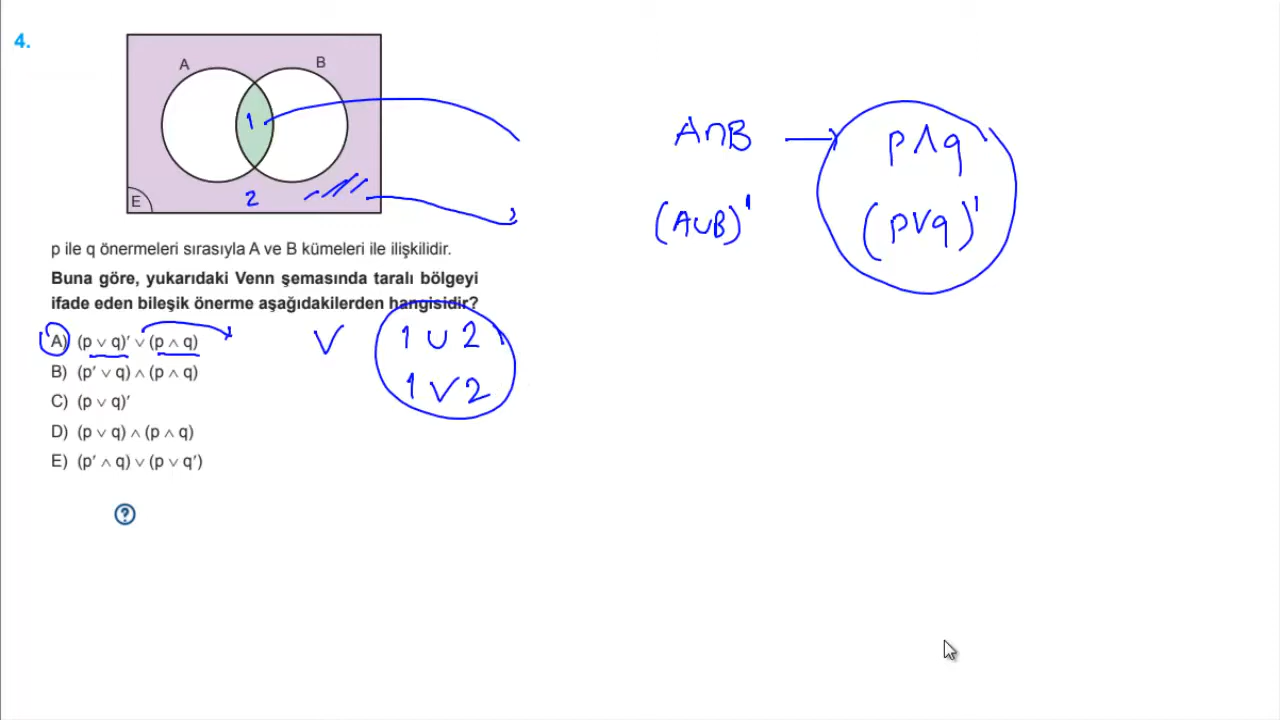 4.
A
B
1
2
E
A∩B → p∧q
(A∪B)' (p∨q)'
p ile q önermeleri sırasıyla A ve B kümeleri ile ilişkilidir.
Buna göre, yukarıdaki Venn şemasında taralı bölgeyi
ifade eden bileşik önerme aşağıdakilerden hangisidir?
A) (p ∨ q)′ ∨ (p ∧ q)
B) (p′ ∨ q) ∧ (p ∧ q)
C) (p ∨ q)′
D) (p ∨ q) ∧ (p ∧ q)
E) (p′ ∧ q) ∨ (p ∨ q′)
∨ 1 ∪ 2
1 ∨ 2
?